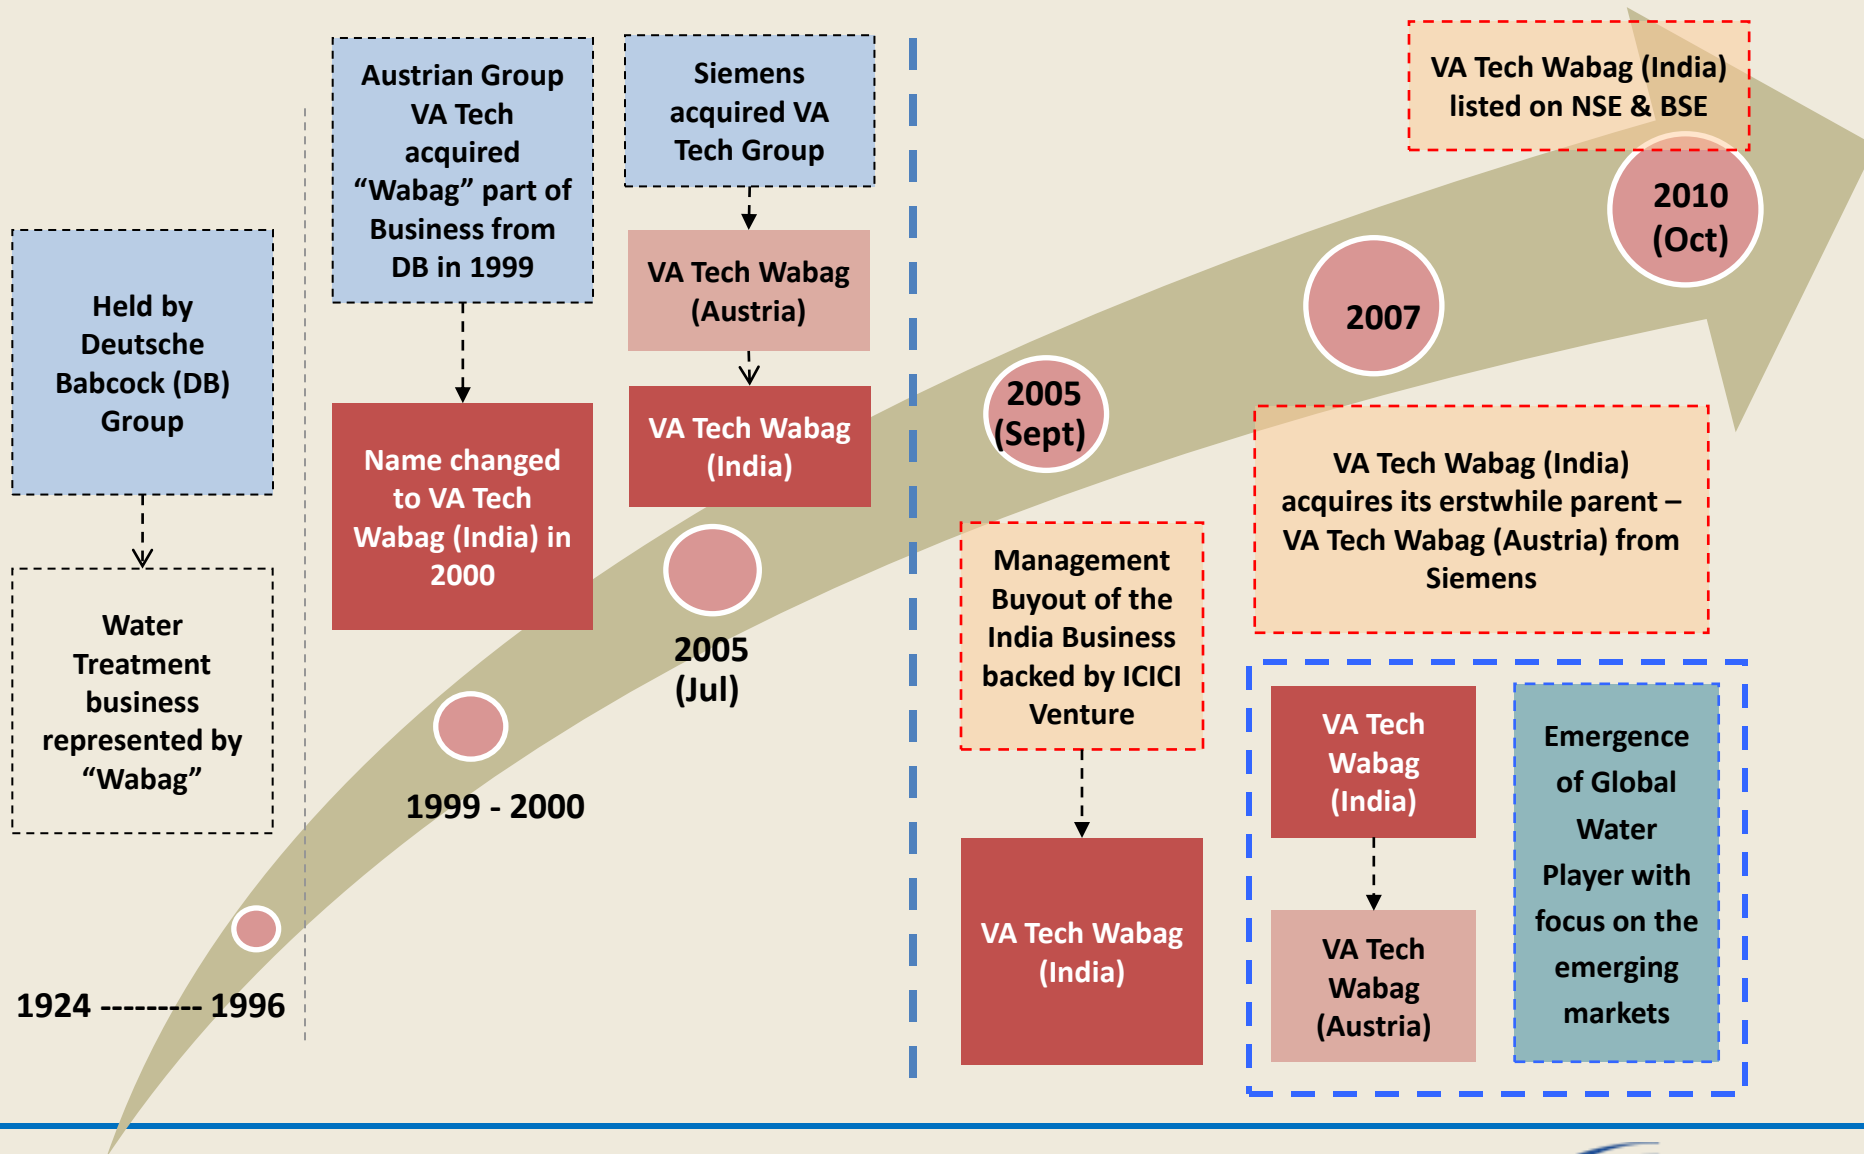 Held by
Deutsche
Babcock (DB)
Group
Water
Treatment
business
represented by
“Wabag”
1924 --------- 1996
Austrian Group
VA Tech
acquired
“Wabag” part of
Business from
DB in 1999
Name changed
to VA Tech
Wabag (India) in
2000
1999 - 2000
Siemens
acquired VA
Tech Group
VA Tech Wabag
(Austria)
VA Tech Wabag
(India)
2005
(Jul)
2005
(Sept)
Management
Buyout of the
India Business
backed by ICICI
Venture
VA Tech Wabag
(India)
2007
VA Tech Wabag (India)
acquires its erstwhile parent –
VA Tech Wabag (Austria) from
Siemens
VA Tech
Wabag
(India)
VA Tech
Wabag
(Austria)
Emergence
of Global
Water
Player with
focus on the
emerging
markets
VA Tech Wabag (India)
listed on NSE & BSE
2010
(Oct)